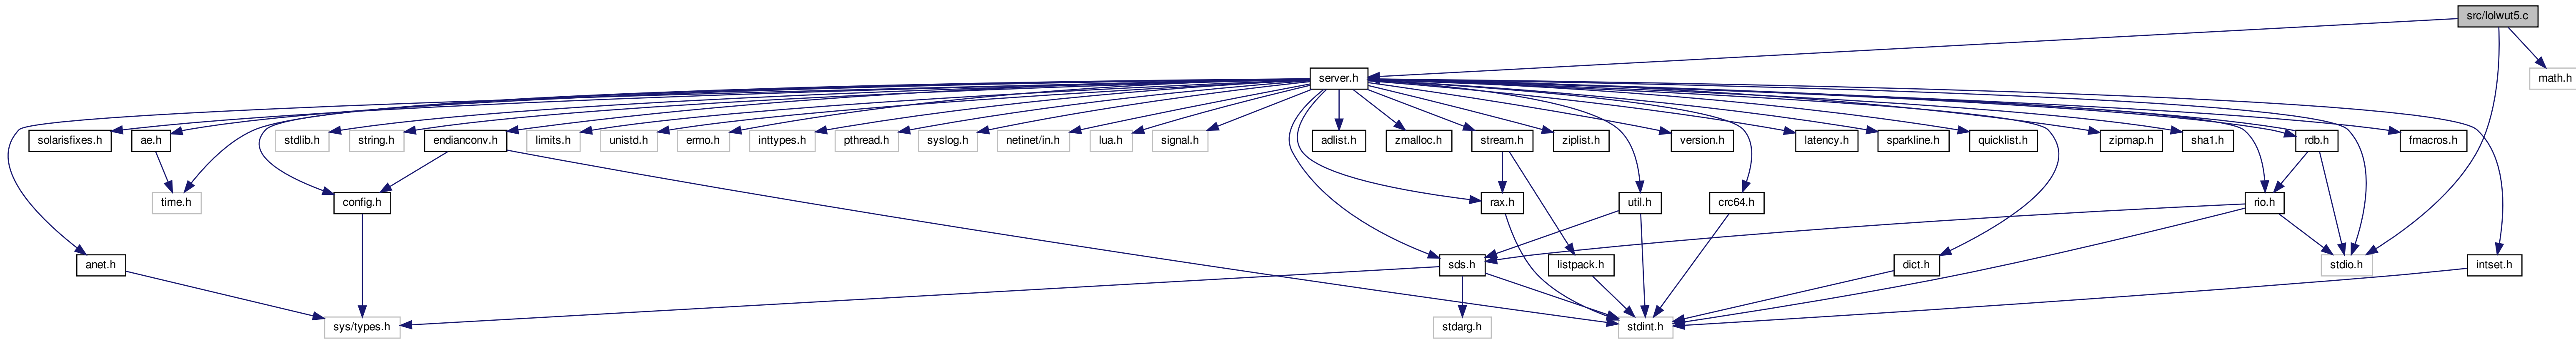 src/lolwut5.c
server.h
math.h
solarisfixes.h
ae.h
stdlib.h
string.h
endianconv.h
limits.h
unistd.h
errno.h
inttypes.h
pthread.h
syslog.h
netinet/in.h
lua.h
signal.h
adlist.h
zmalloc.h
stream.h
ziplist.h
version.h
latency.h
sparkline.h
quicklist.h
zipmap.h
sha1.h
rdb.h
fmacros.h
time.h
config.h
rax.h
util.h
crc64.h
rio.h
anet.h
sds.h
listpack.h
dict.h
stdio.h
intset.h
sys/types.h
stdarg.h
stdint.h